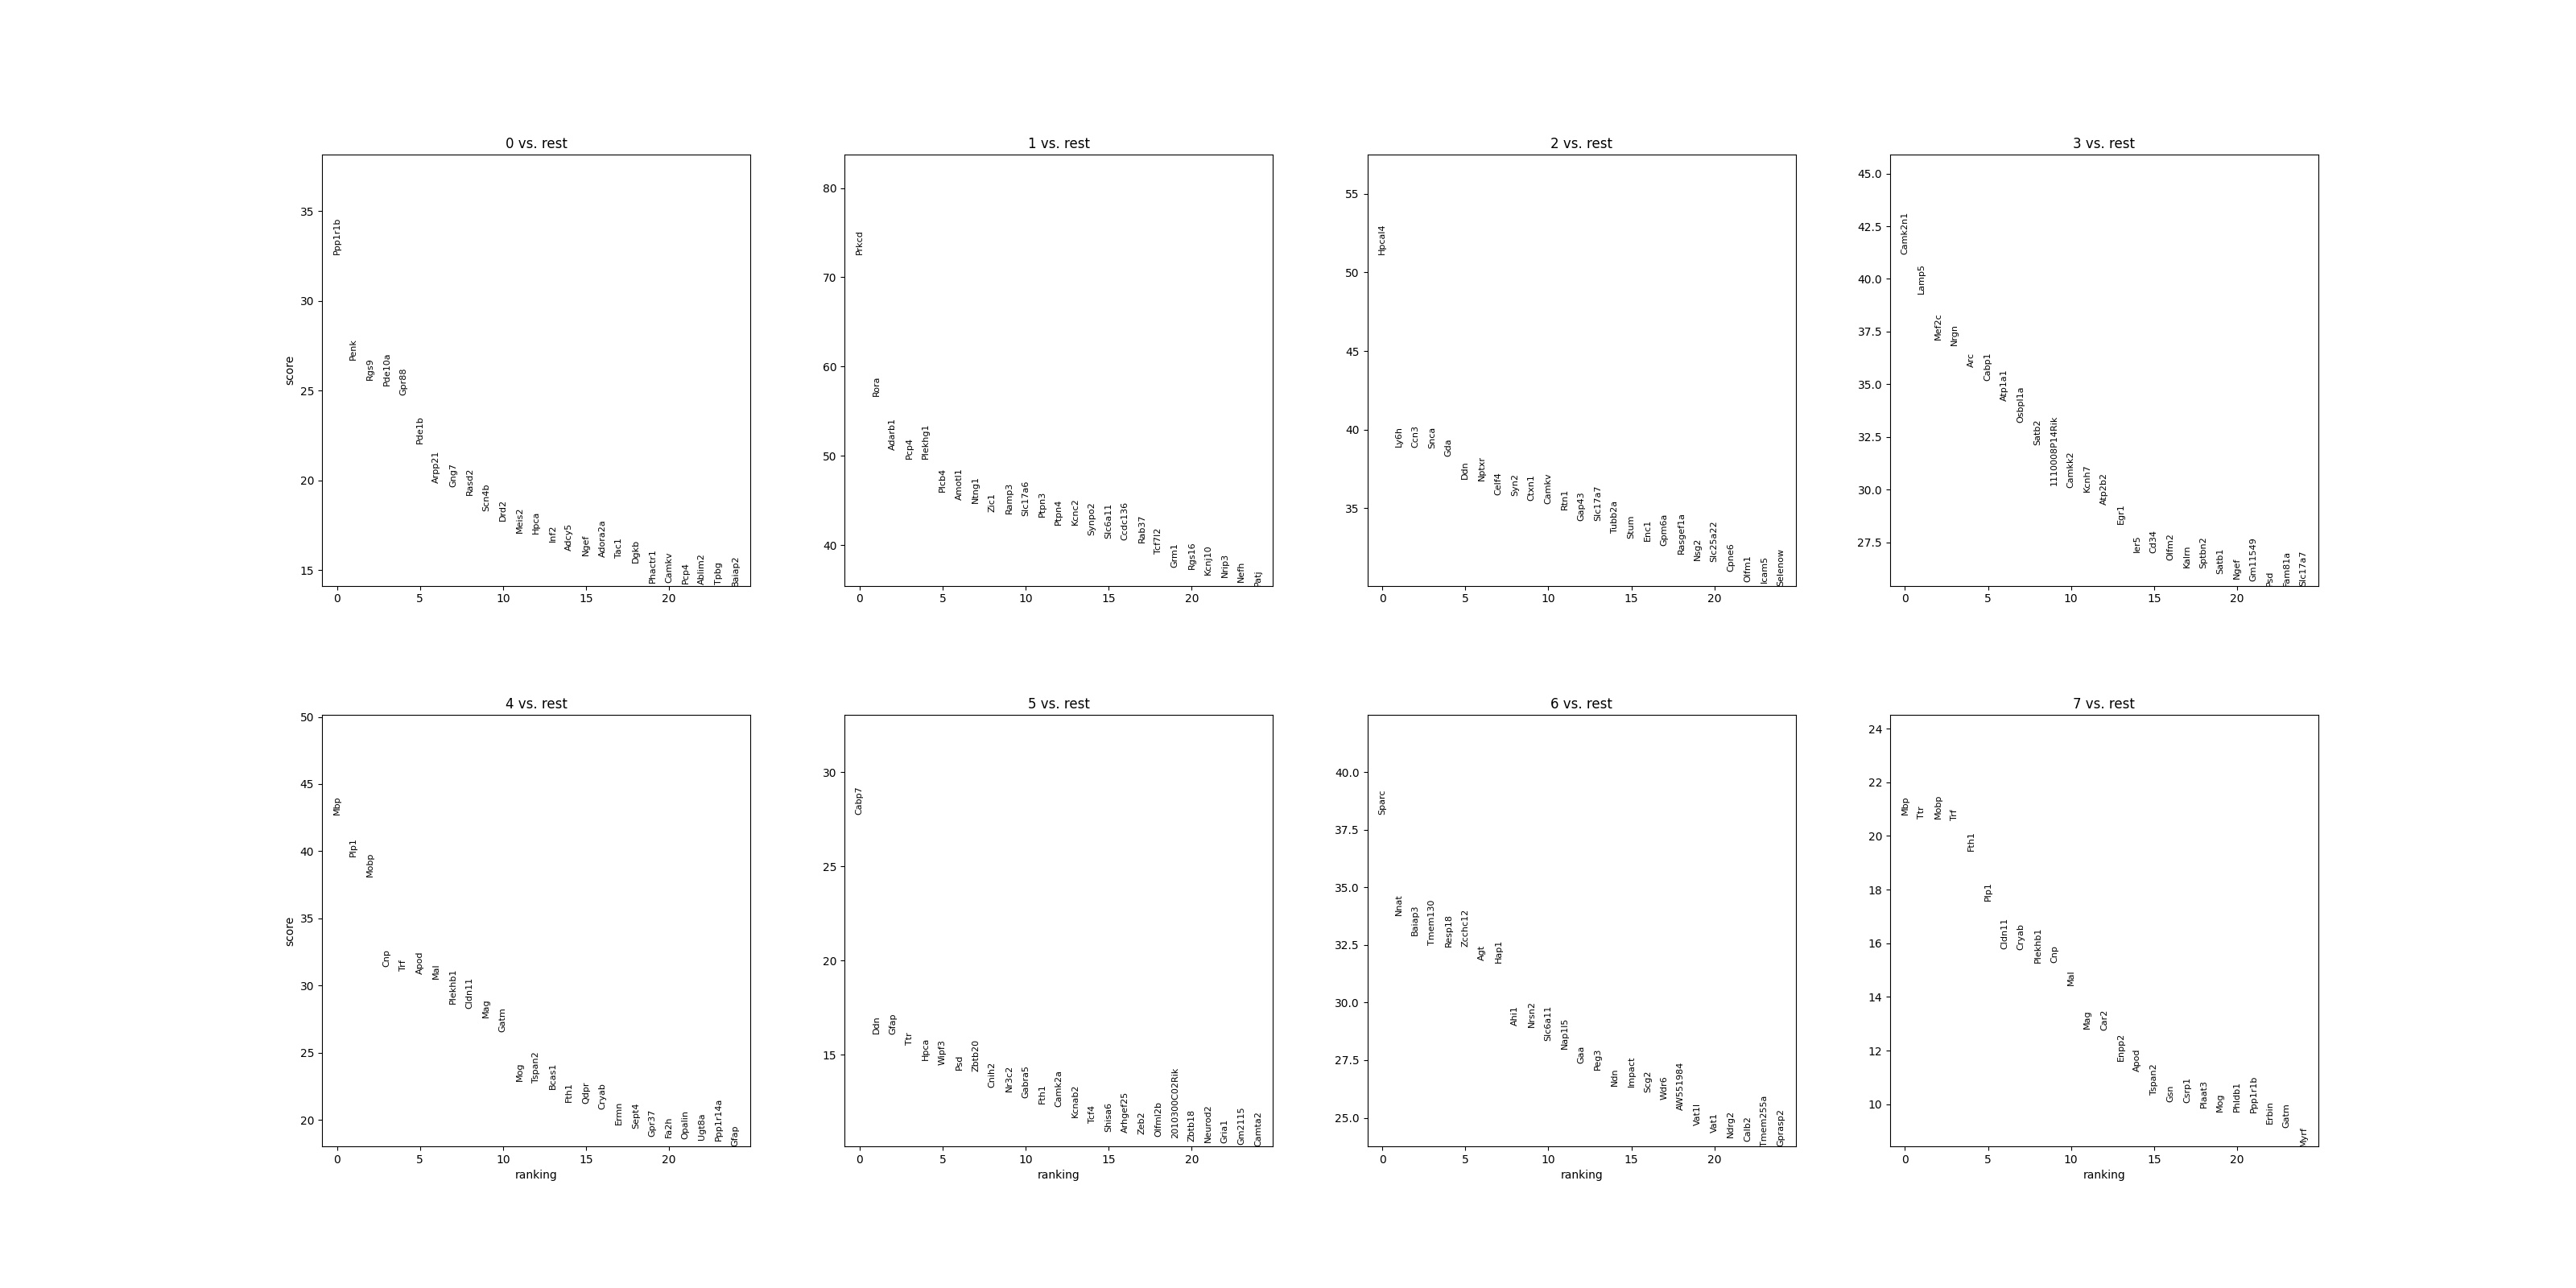 0 vs. rest
score
35
30
25
20
15
0 5 10 15 20
Ppp1r1b
Penk
Rgs9
Pde10a
Gpr88
Pde1b
Arpp21
Gng7
Rasd2
Scn4b
Drd2
Meis2
Hpca
Inf2
Adcy5
Ngef
Adora2a
Tac1
Dgkb
Phactr1
Camkv
Pcp4
Ablim2
Tpbg
Baiap2
1 vs. rest
80
70
60
50
40
0 5 10 15 20
Prkcd
Rora
Adarb1
Pcp4
Plekhg1
Plcb4
Amotl1
Ntng1
Zic1
Ramp3
Slc17a6
Ptpn3
Ptpn4
Kcnc2
Synpo2
Slc6a11
Ccdc136
Rab37
Tcf7l2
Grm1
Rgs16
Kcnj10
Nrip3
Nefh
Patj
2 vs. rest
55
50
45
40
35
0 5 10 15 20
Hpcal4
Ly6h
Ccn3
Snca
Gda
Ddn
Nptxr
Celf4
Syn2
Ctxn1
Camkv
Rtn1
Gap43
Slc17a7
Tubb2a
Stum
Enc1
Gpm6a
Rasgef1a
Nsg2
Slc25a22
Cpne6
Olfm1
Icam5
Selenow
3 vs. rest
45.0
42.5
40.0
37.5
35.0
32.5
30.0
27.5
0 5 10 15 20
Camk2n1
Lamp5
Mef2c
Nrgn
Arc
Cabp1
Atp1a1
Osbpl1a
Satb2
1110008P14Rik
Camkk2
Kcnh7
Atp2b2
Egr1
Ier5
Cd34
Olfm2
Kalrn
Sptbn2
Satb1
Ngef
Gm11549
Psd
Fam81a
Slc17a7
4 vs. rest
score
50
45
40
35
30
25
20
0 5 10 15 20
ranking
Mbp
Plp1
Mobp
Cnp
Trf
Apod
Mal
Plekhb1
Cldn11
Mag
Gatm
Mog
Tspan2
Bcas1
Fth1
Qdpr
Cryab
Ermn
Sept4
Gpr37
Fa2h
Opalin
Ugt8a
Ppp1r14a
Gfap
5 vs. rest
30
25
20
15
0 5 10 15 20
ranking
Cabp7
Ddn
Gfap
Ttr
Hpca
Wipf3
Psd
Zbtb20
Cnih2
Nr3c2
Gabra5
Fth1
Camk2a
Kcnab2
Tcf4
Shisa6
Arhgef25
Zeb2
Olfml2b
2010300C02Rik
Zbtb18
Neurod2
Gria1
Gm2115
Camta2
6 vs. rest
40.0
37.5
35.0
32.5
30.0
27.5
25.0
0 5 10 15 20
ranking
Sparc
Nnat
Baiap3
Tmem130
Resp18
Zcchc12
Agt
Hap1
Ahi1
Nrsn2
Slc6a11
Nap1l5
Gaa
Peg3
Ndn
Impact
Scg2
Wdr6
AW551984
Vat1l
Vat1
Ndrg2
Calb2
Tmem255a
Gprasp2
7 vs. rest
24
22
20
18
16
14
12
10
0 5 10 15 20
ranking
Mbp
Ttr
Mobp
Trf
Fth1
Plp1
Cldn11
Cryab
Plekhb1
Cnp
Mal
Mag
Car2
Enpp2
Apod
Tspan2
Gsn
Csrp1
Plaat3
Mog
Phldb1
Ppp1r1b
Erbin
Gatm
Myrf